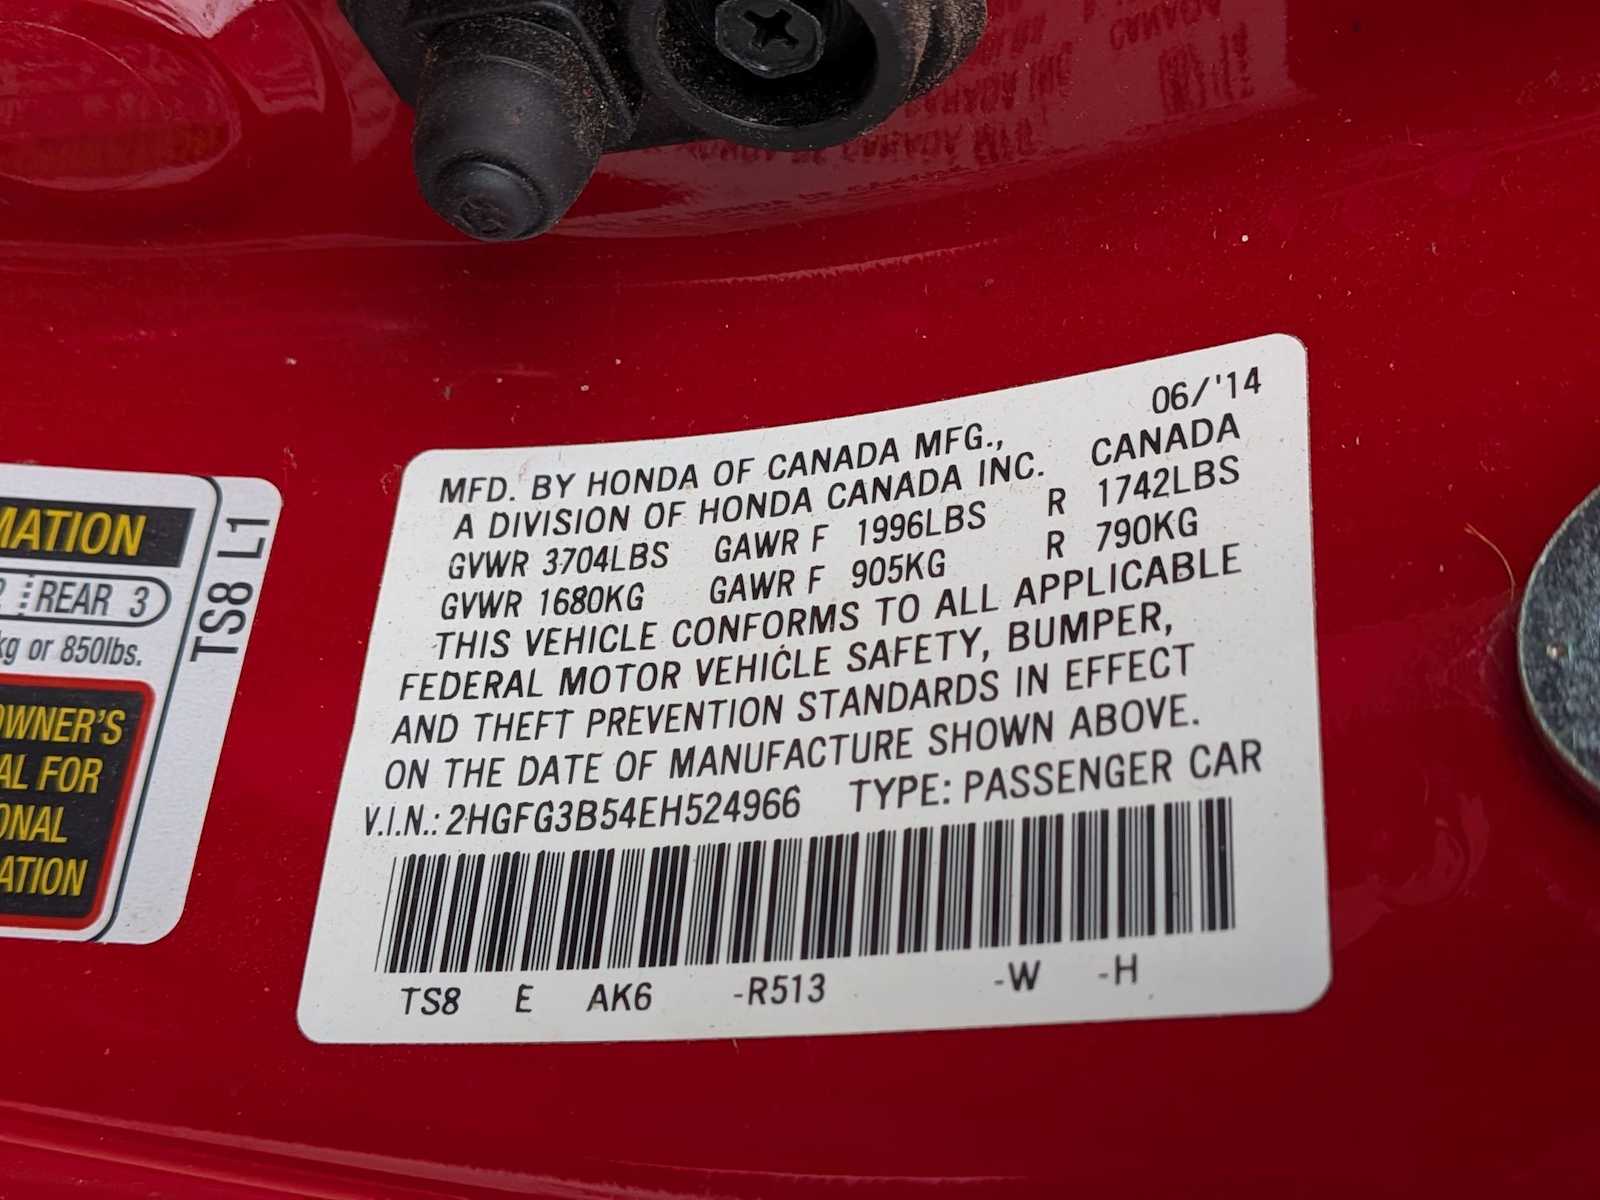 MATION
REAR 3
kg or 850lbs.
OWNER'S
AL FOR
ONAL
ATION
TS8 L1
06/'14
MFD. BY HONDA OF CANADA MFG.,
A DIVISION OF HONDA CANADA INC. CANADA
GVWR 3704LBS GAWR F 1996LBS R 1742LBS
GVWR 1680KG GAWR F 905KG R 790KG
THIS VEHICLE CONFORMS TO ALL APPLICABLE
FEDERAL MOTOR VEHICLE SAFETY, BUMPER,
AND THEFT PREVENTION STANDARDS IN EFFECT
ON THE DATE OF MANUFACTURE SHOWN ABOVE.
V.I.N.: 2HGFG3B54EH524966 TYPE: PASSENGER CAR
TS8 E AK6 -R513 -W -H